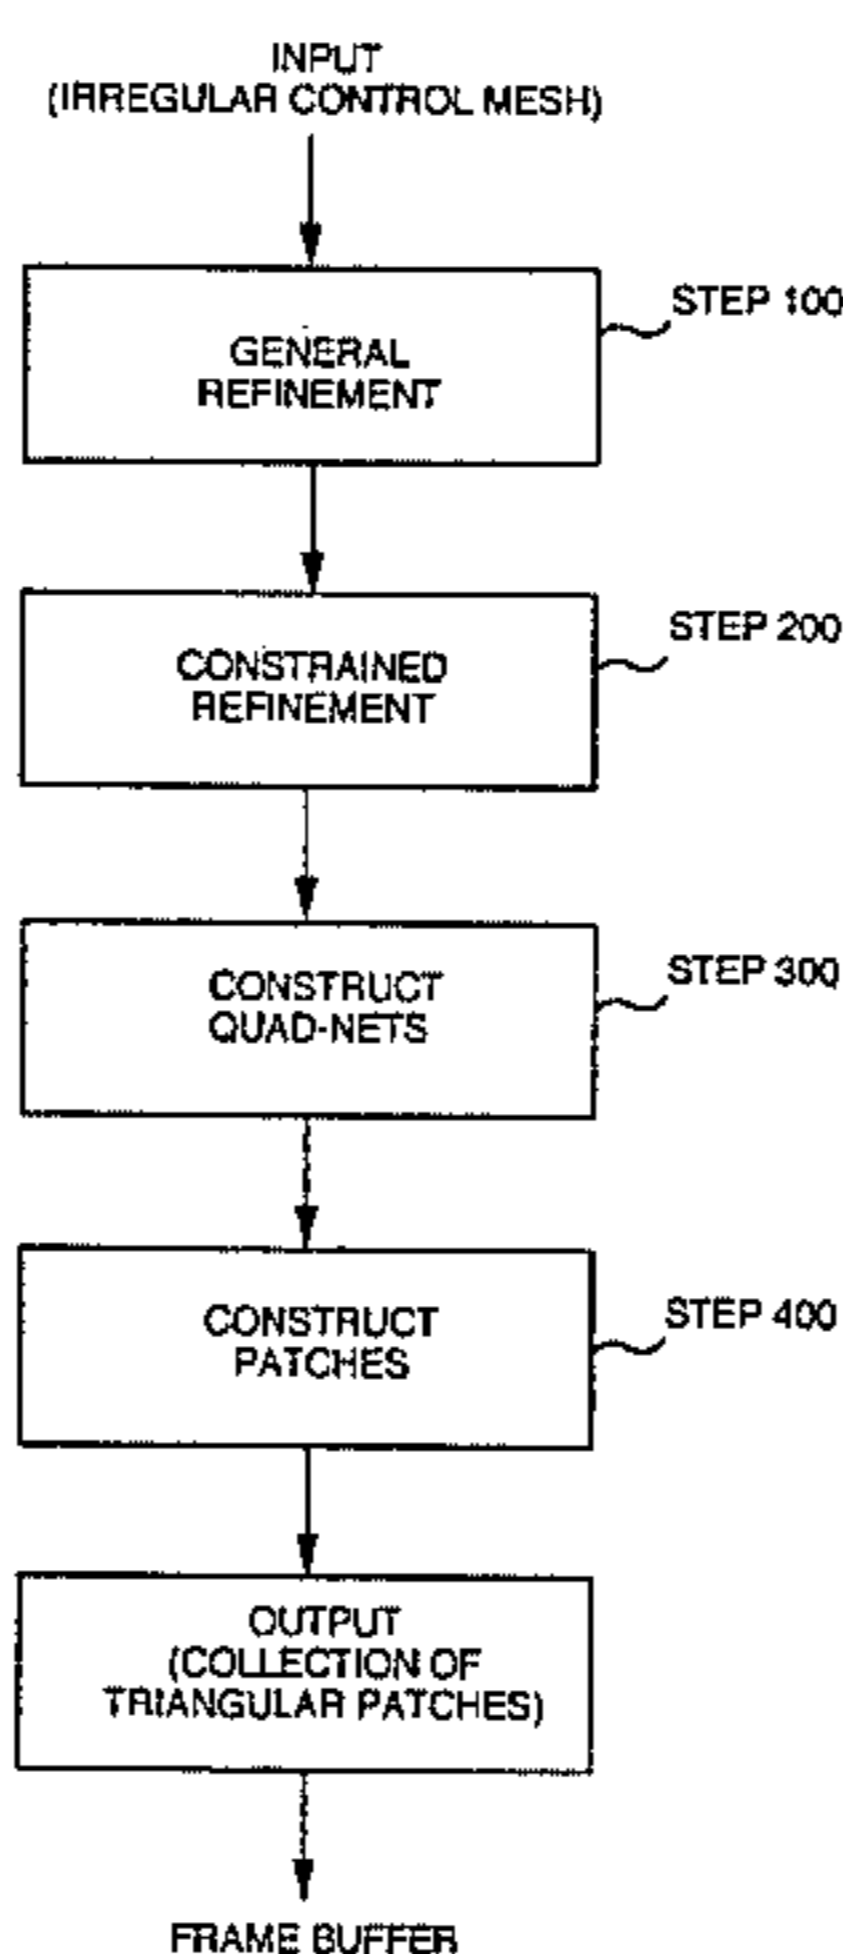 INPUT
(IRREGULAR CONTROL MESH)
STEP 100
GENERAL
REFINEMENT
STEP 200
CONSTRAINED
REFINEMENT
STEP 300
CONSTRUCT
QUAD-NETS
STEP 400
CONSTRUCT
PATCHES
OUTPUT
(COLLECTION OF
TRIANGULAR PATCHES)
FRAME BUFFER